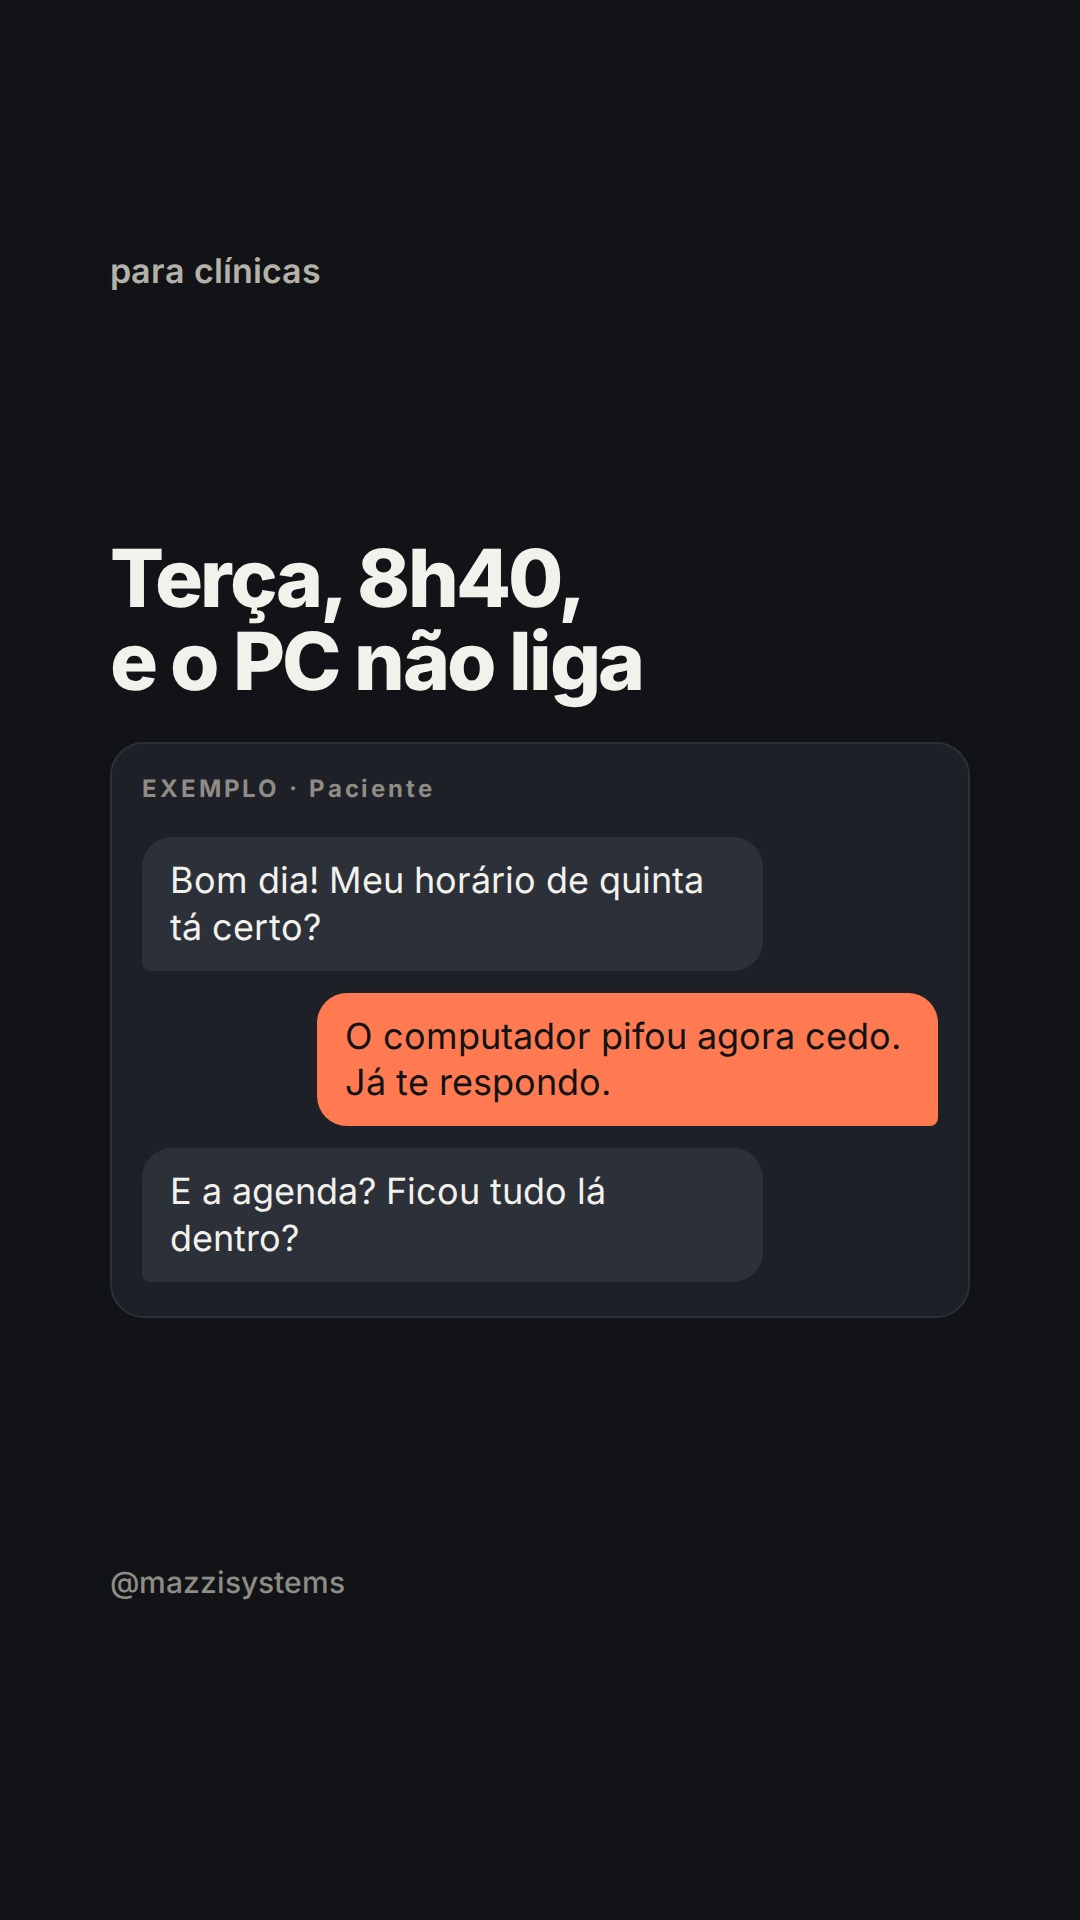 para clínicas
Terça, 8h40,
e o PC não liga
EXEMPLO · Paciente
Bom dia! Meu horário de quinta
tá certo?
O computador pifou agora cedo.
Já te respondo.
E a agenda? Ficou tudo lá
dentro?
@mazzisystems